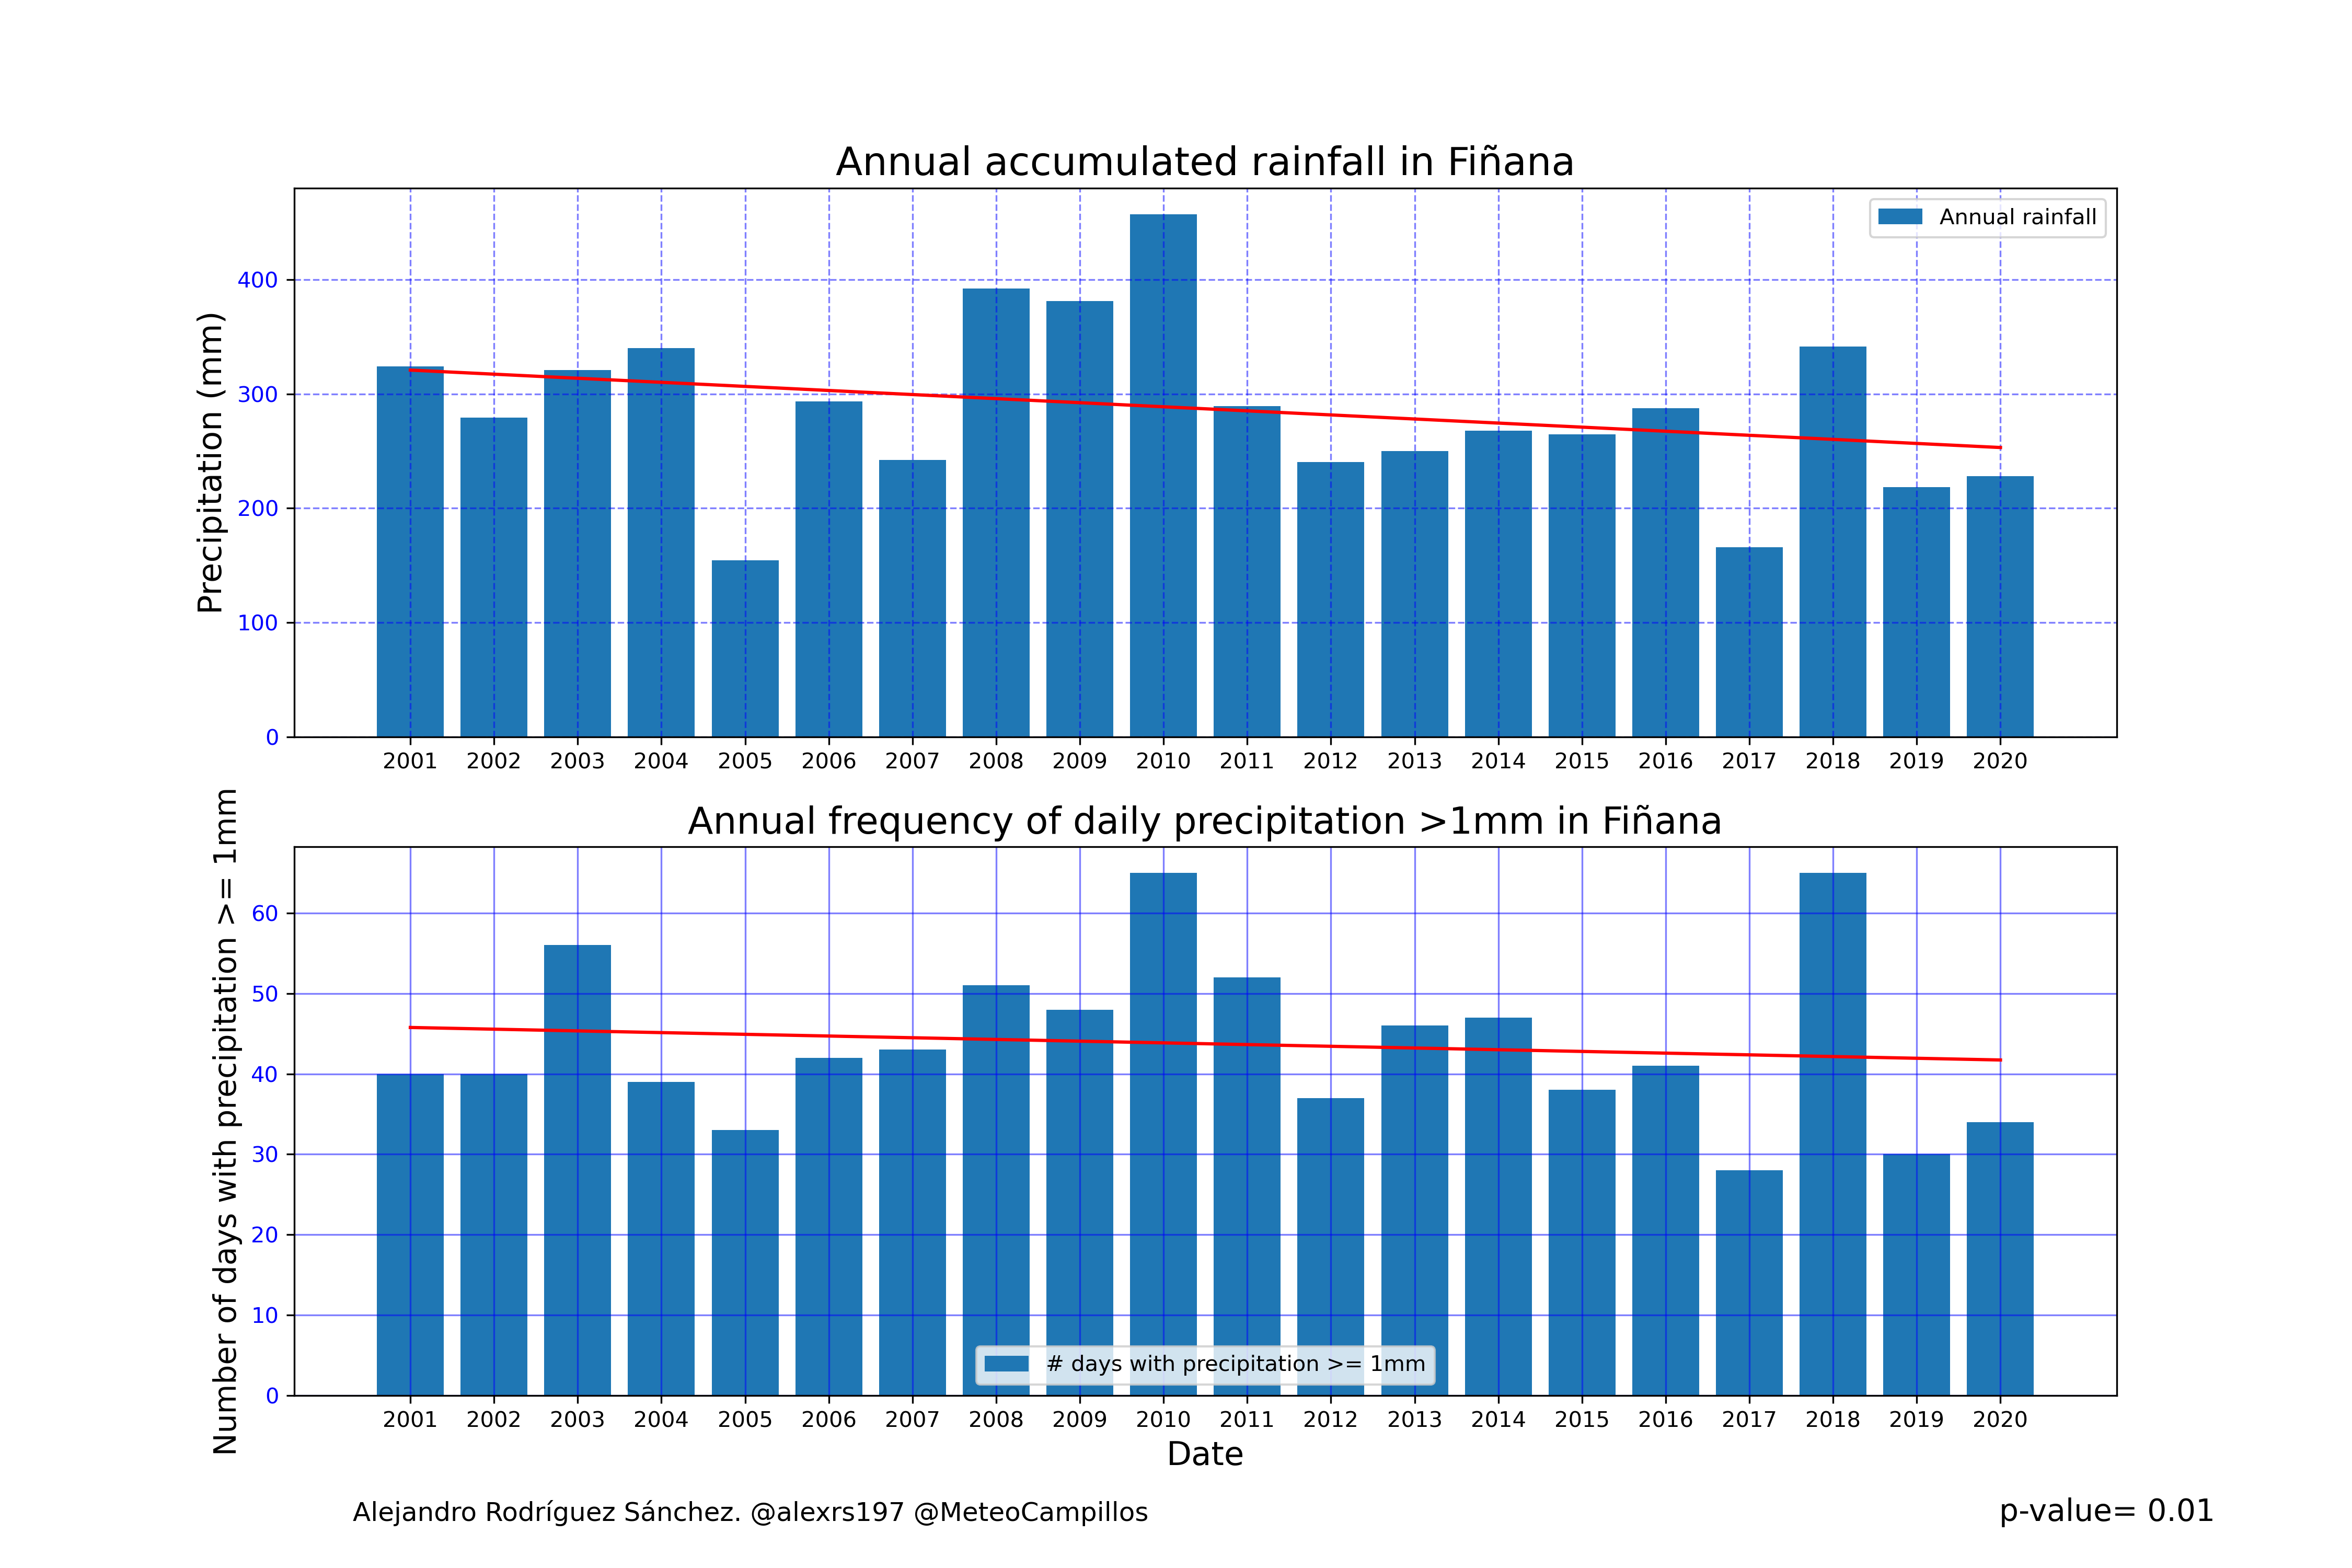 Annual accumulated rainfall in Fiñana
Annual rainfall
Precipitation (mm)
400
300
200
100
0
2001 2002 2003 2004 2005 2006 2007 2008 2009 2010 2011 2012 2013 2014 2015 2016 2017 2018 2019 2020
Annual frequency of daily precipitation >1mm in Fiñana
Number of days with precipitation >= 1mm
60
50
40
30
20
10
0
# days with precipitation >= 1mm
2001 2002 2003 2004 2005 2006 2007 2008 2009 2010 2011 2012 2013 2014 2015 2016 2017 2018 2019 2020
Date
Alejandro Rodríguez Sánchez. @alexrs197 @MeteoCampillos
p-value= 0.01